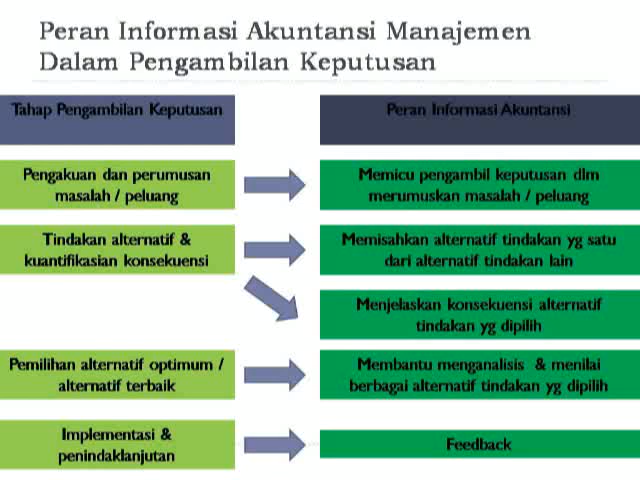 Peran Informasi Akuntansi Manajemen
Dalam Pengambilan Keputusan
Tahap Pengambilan Keputusan
Peran Informasi Akuntansi
Pengakuan dan perumusan
masalah / peluang
Memicu pengambil keputusan dlm
merumuskan masalah / peluang
Tindakan alternatif &
kuantifikasian konsekuensi
Memisahkan alternatif tindakan yg satu
dari alternatif tindakan lain
Menjelaskan konsekuensi alternatif
tindakan yg dipilih
Pemilihan alternatif optimum /
alternatif terbaik
Membantu menganalisis & menilai
berbagai alternatif tindakan yg dipilih
Implementasi &
penindaklanjutan
Feedback